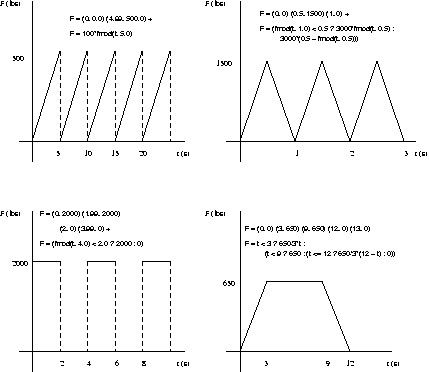 F (lbs)
F = (0, 0.0) (4.99, 500.0) +
F = 100*fmod(t, 5.0)
500
5 10 15 20 t (s)
F (lbs)
F = (0, 0) (0.5, 1500) (1.0) +
F = (fmod(t, 1.0) < 0.5 ? 3000*fmod(t, 0.5) :
3000*(0.5 - fmod(t, 0.5)))
1500
1 2 3 t (s)
F (lbs)
F = (0, 2000) (1.99, 2000)
(2, 0) (3.99, 0) +
F = (fmod(t, 4.0) < 2.0 ? 2000 : 0)
2000
2 4 6 8 t (s)
F (lbs)
F = (0, 0) (3, 650) (9, 650) (12, 0) (13, 0)
F = t < 3 ? 650/3*t :
(t < 9 ? 650 : (t <= 12 ? 650/3*(12 - t) : 0))
650
3 9 12 t (s)